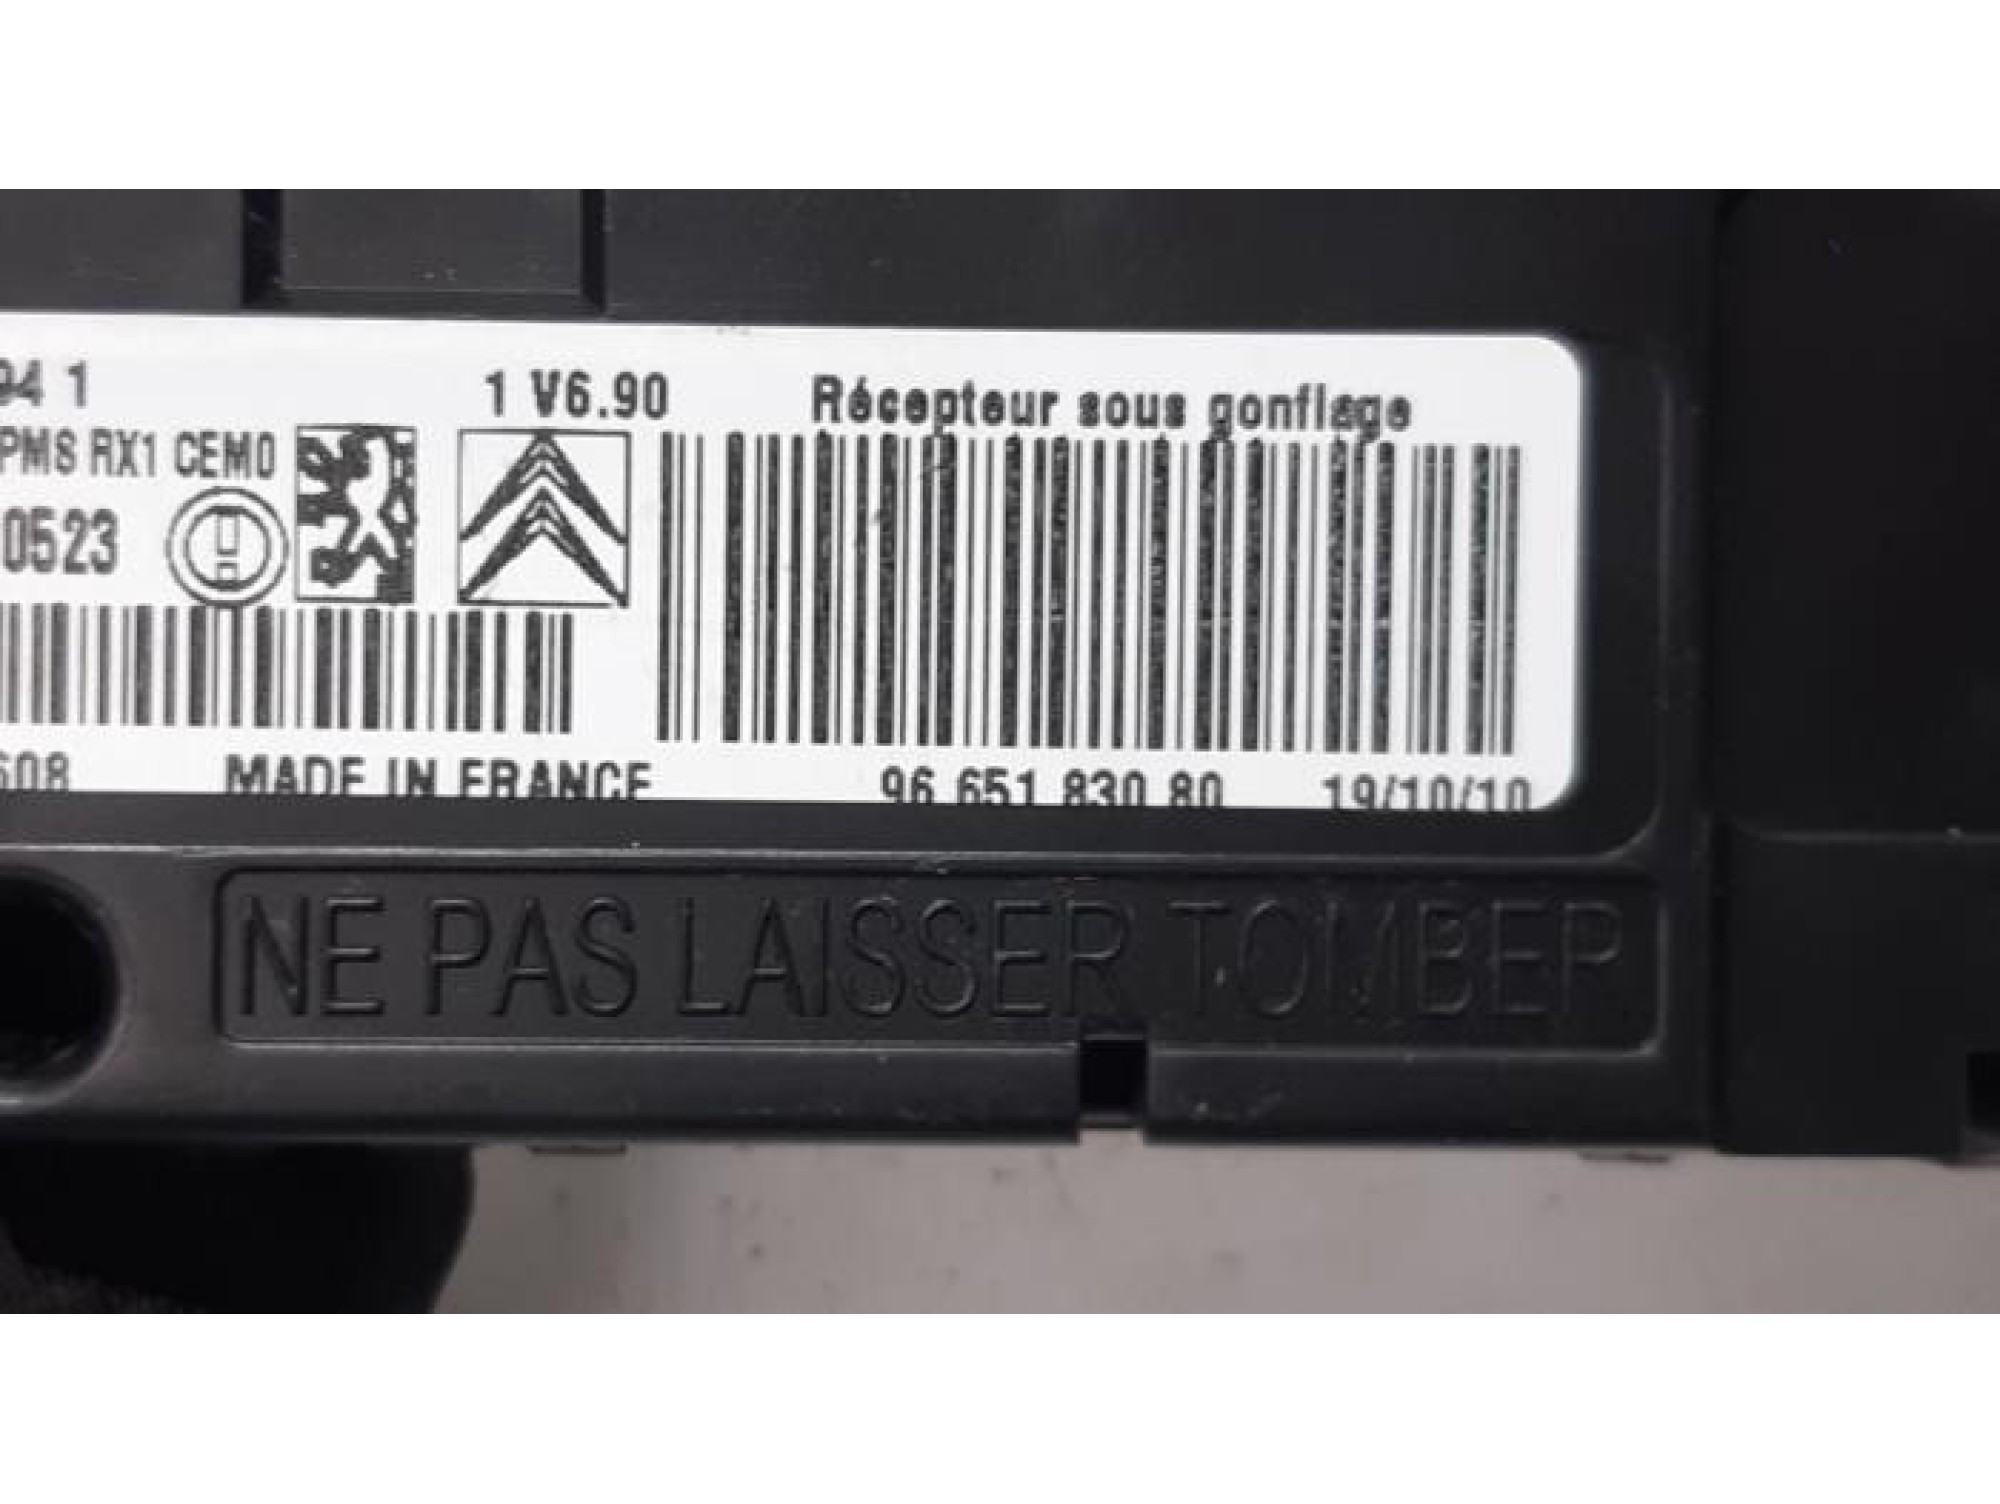 94 1
1 V6.90
Récepteur sous gonflage
PMS RX1 CEM0
0523
608
MADE IN FRANCE
96 651 830 80
19/10/10
NE PAS LAISSER TOMBER